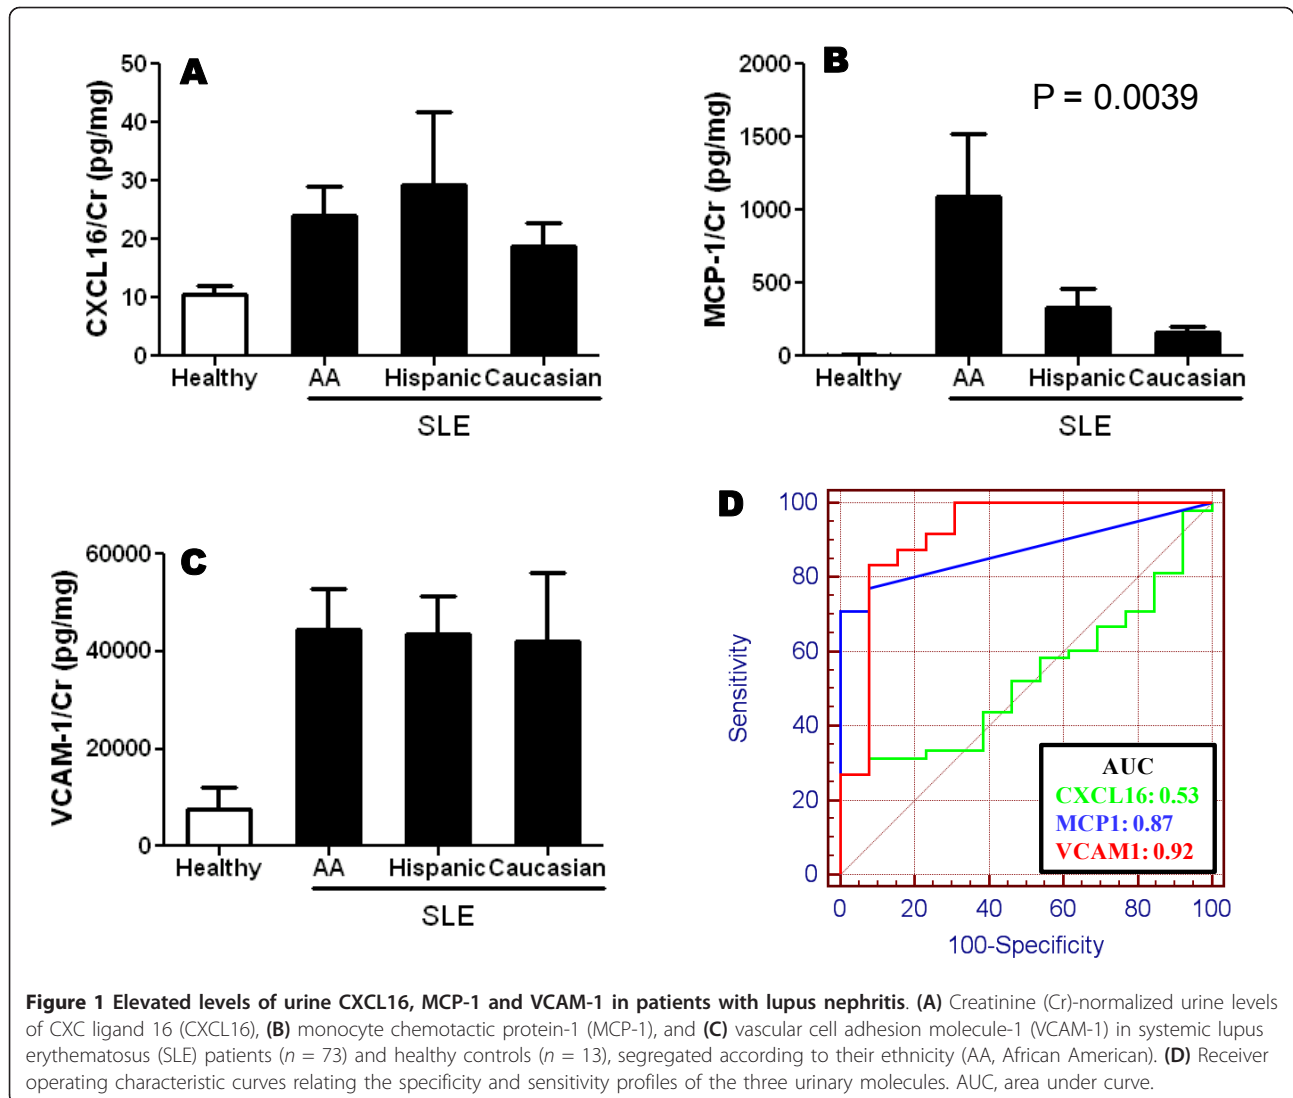 A
50
40
30
20
10
0
CXCL16/Cr (pg/mg)
Healthy AA Hispanic Caucasian
SLE
B
P = 0.0039
2000
1500
1000
500
0
MCP-1/Cr (pg/mg)
Healthy AA Hispanic Caucasian
SLE
C
60000
40000
20000
0
VCAM-1/Cr (pg/mg)
Healthy AA Hispanic Caucasian
SLE
D
100
80
60
40
20
0
Sensitivity
AUC
CXCL16: 0.53
MCP1: 0.87
VCAM1: 0.92
0 20 40 60 80 100
100-Specificity
Figure 1 Elevated levels of urine CXCL16, MCP-1 and VCAM-1 in patients with lupus nephritis. (A) Creatinine (Cr)-normalized urine levels
of CXC ligand 16 (CXCL16), (B) monocyte chemotactic protein-1 (MCP-1), and (C) vascular cell adhesion molecule-1 (VCAM-1) in systemic lupus
erythematosus (SLE) patients (n = 73) and healthy controls (n = 13), segregated according to their ethnicity (AA, African American). (D) Receiver
operating characteristic curves relating the specificity and sensitivity profiles of the three urinary molecules. AUC, area under curve.